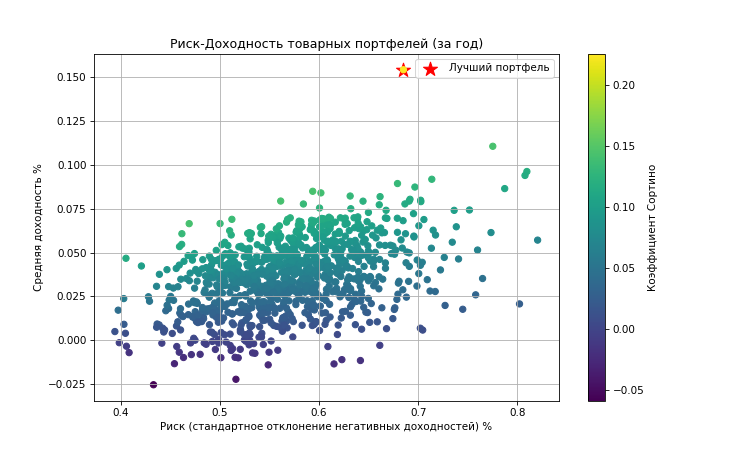 Риск-Доходность товарных портфелей (за год)
Лучший портфель
Средняя доходность %
0.150
0.125
0.100
0.075
0.050
0.025
0.000
−0.025
0.4 0.5 0.6 0.7 0.8
Риск (стандартное отклонение негативных доходностей) %
0.20
0.15
0.10
0.05
0.00
−0.05
Коэффициент Сортино